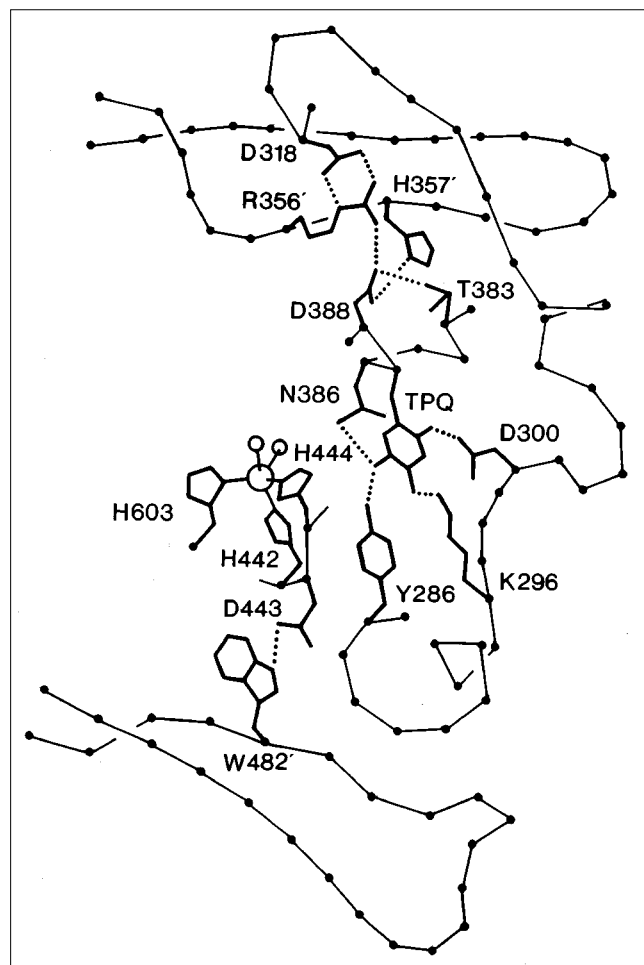 D318
H357′
R356′
T383
D388
N386
TPQ
D300
H444
H603
H442
Y286
K296
D443
W482′